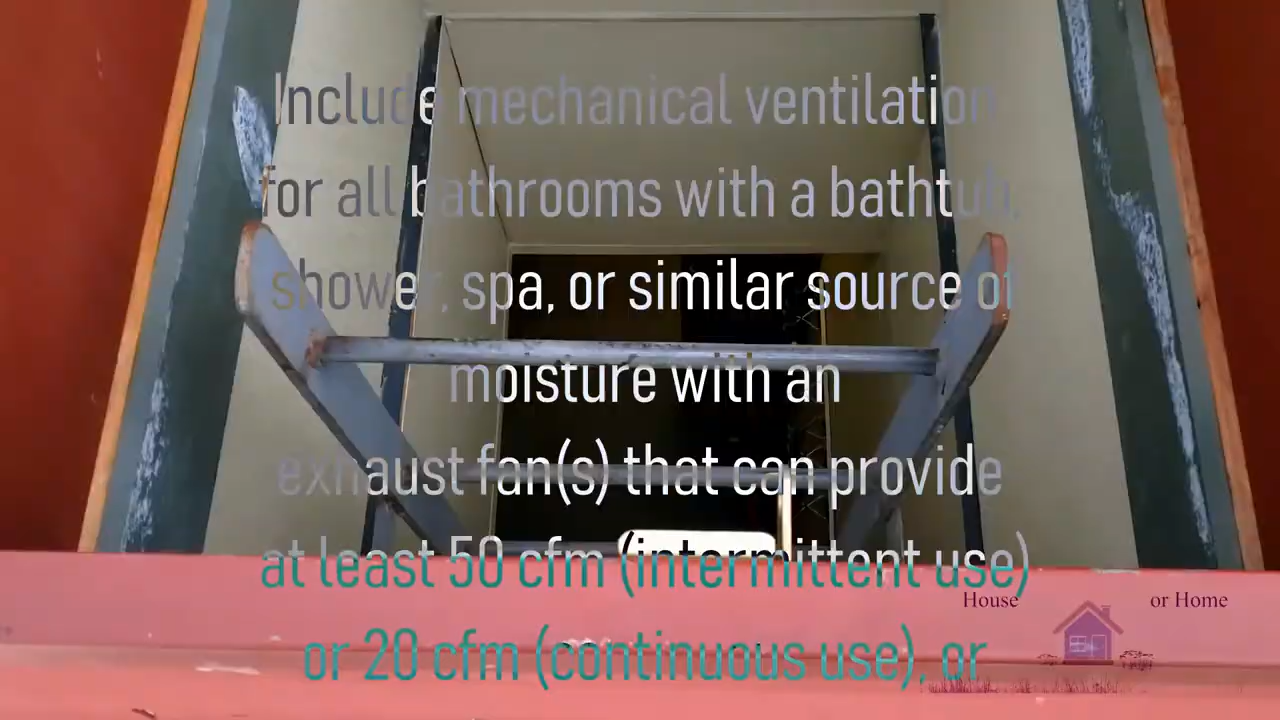 Include mechanical ventilation
for all bathrooms with a bathtub,
shower, spa, or similar source of
moisture with an
exhaust fan(s) that can provide
at least 50 cfm (intermittent use)
or 20 cfm (continuous use), or
House or Home